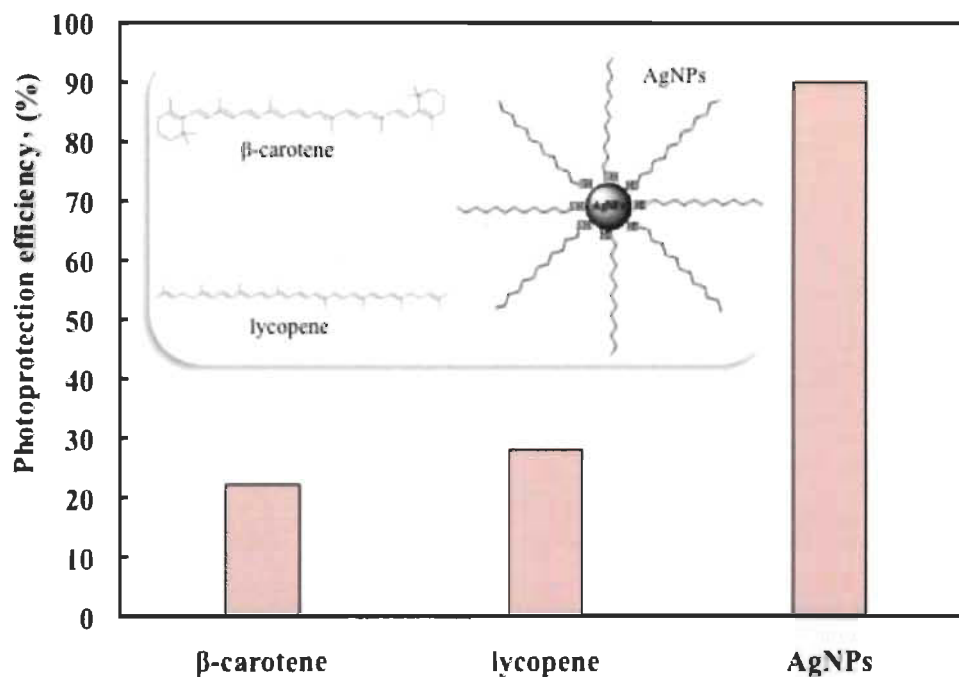 Photoprotection efficiency, (%)
100
90
80
70
60
50
40
30
20
10
0
β-carotene
lycopene
AgNPs
β-carotene
lycopene
AgNPs